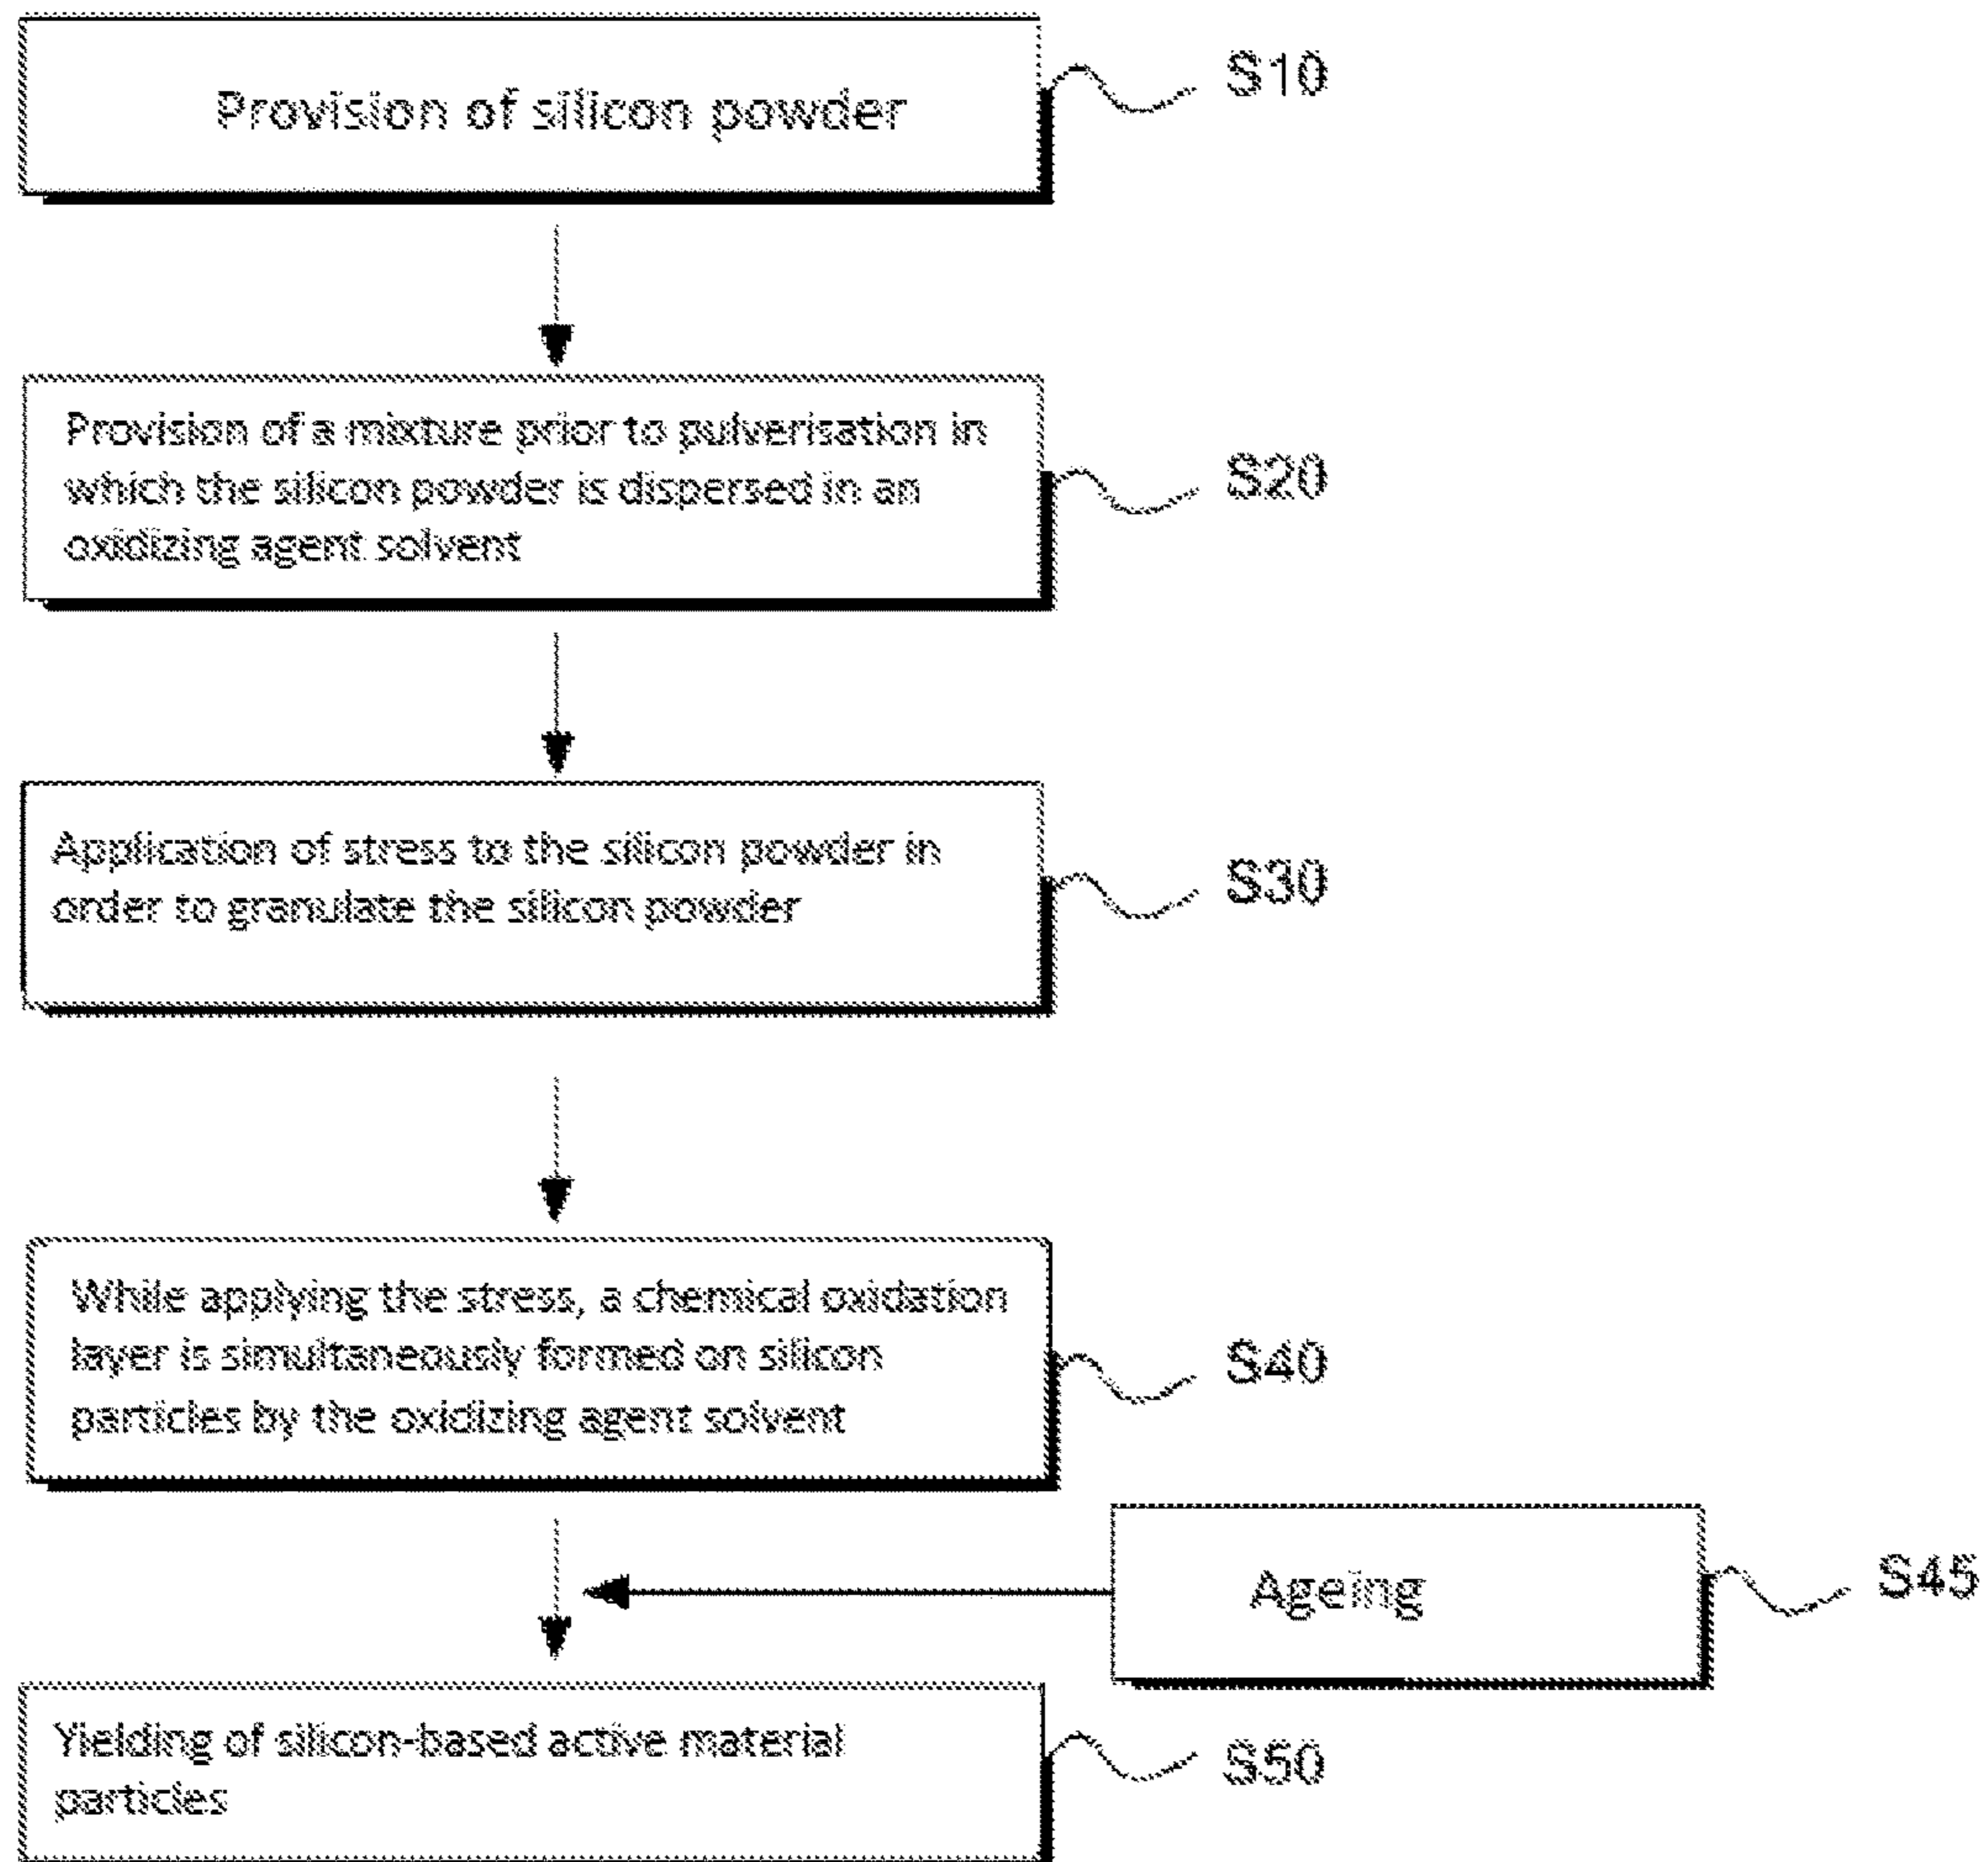 Provision of silicon powder
S10
Provision of a mixture prior to pulverisation in
which the silicon powder is dispersed in an
oxidizing agent solvent
S20
Application of stress to the silicon powder in
order to granulate the silicon powder
S30
While applying the stress, a chemical oxidation
layer is simultaneously formed on silicon
particles by the oxidizing agent solvent
S40
Ageing
S45
Yielding of silicon-based active material
particles
S50